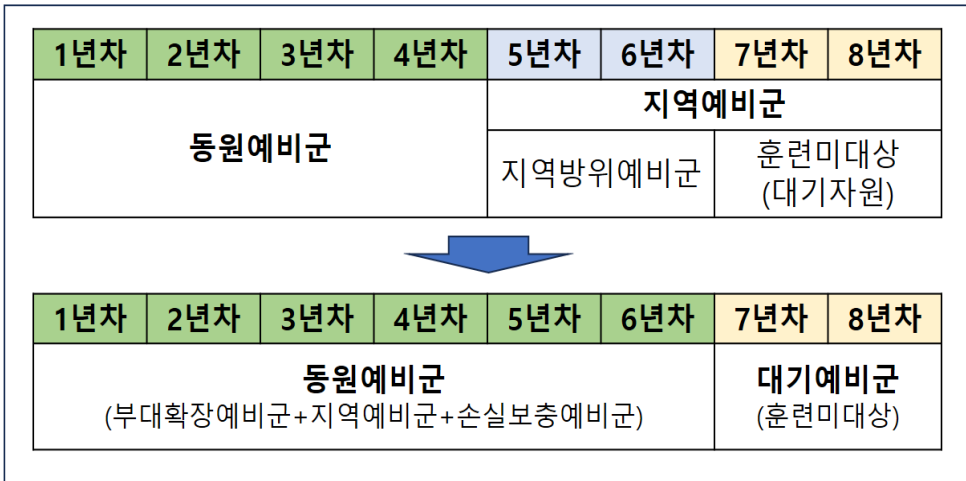 1년차 2년차 3년차 4년차 5년차 6년차 7년차 8년차
동원예비군
지역예비군
지역방위예비군
훈련미대상
(대기자원)
1년차 2년차 3년차 4년차 5년차 6년차 7년차 8년차
동원예비군
(부대확장예비군+지역예비군+손실보충예비군)
대기예비군
(훈련미대상)